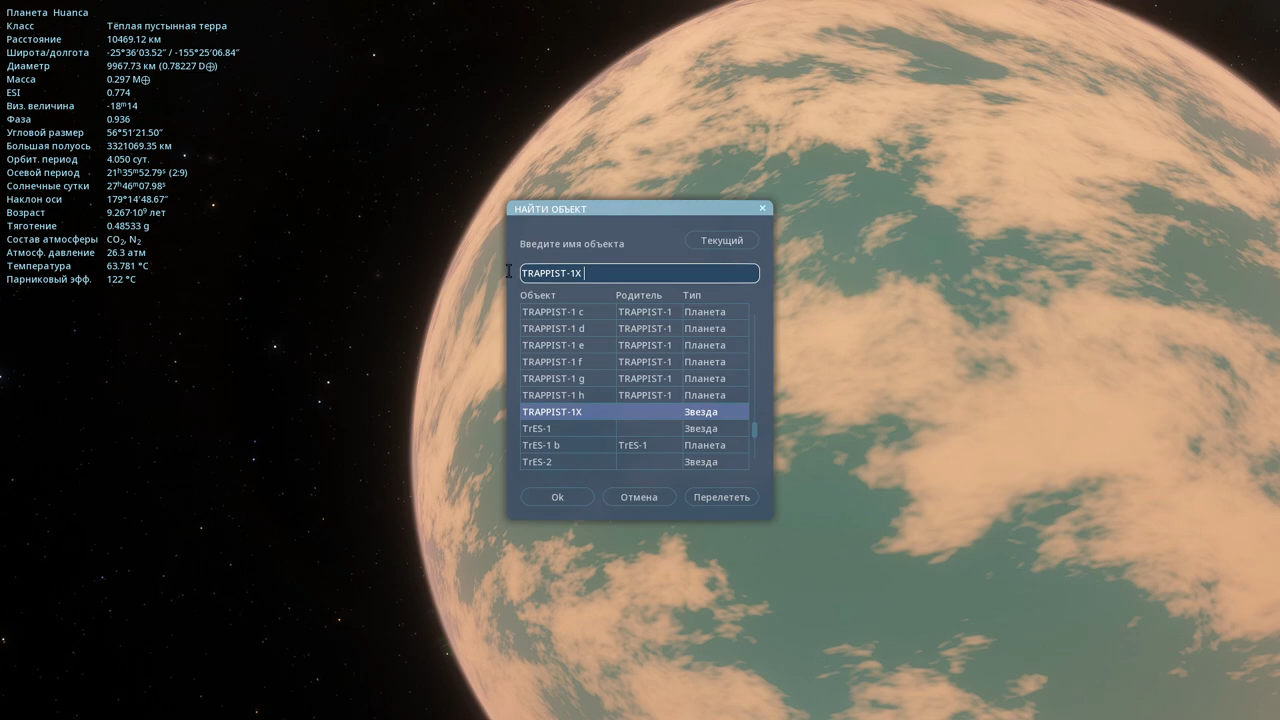 Планета Huanca
Класс Тёплая пустынная терра
Расстояние 10469.12 км
Широта/долгота -25°36′03.52″ / -155°25′06.84″
Диаметр 9967.73 км (0.78227 D⊕)
Масса 0.297 M⊕
ESI 0.774
Виз. величина -18ᵐ14
Фаза 0.936
Угловой размер 56°51′21.50″
Большая полуось 3321069.35 км
Орбит. период 4.050 сут.
Осевой период 21ʰ35ᵐ52.79ˢ (2:9)
Солнечные сутки 27ʰ46ᵐ07.98ˢ
Наклон оси 179°14′48.67″
Возраст 9.267·10⁹ лет
Тяготение 0.48533 g
Состав атмосферы CO₂, N₂
Атмосф. давление 26.3 атм
Температура 63.781 °C
Парниковый эфф. 122 °C
НАЙТИ ОБЪЕКТ ×
Введите имя объекта Текущий
TRAPPIST-1X
Объект Родитель Тип
TRAPPIST-1 c TRAPPIST-1 Планета
TRAPPIST-1 d TRAPPIST-1 Планета
TRAPPIST-1 e TRAPPIST-1 Планета
TRAPPIST-1 f TRAPPIST-1 Планета
TRAPPIST-1 g TRAPPIST-1 Планета
TRAPPIST-1 h TRAPPIST-1 Планета
TRAPPIST-1X Звезда
TrES-1 Звезда
TrES-1 b TrES-1 Планета
TrES-2 Звезда
Ok Отмена Перелететь